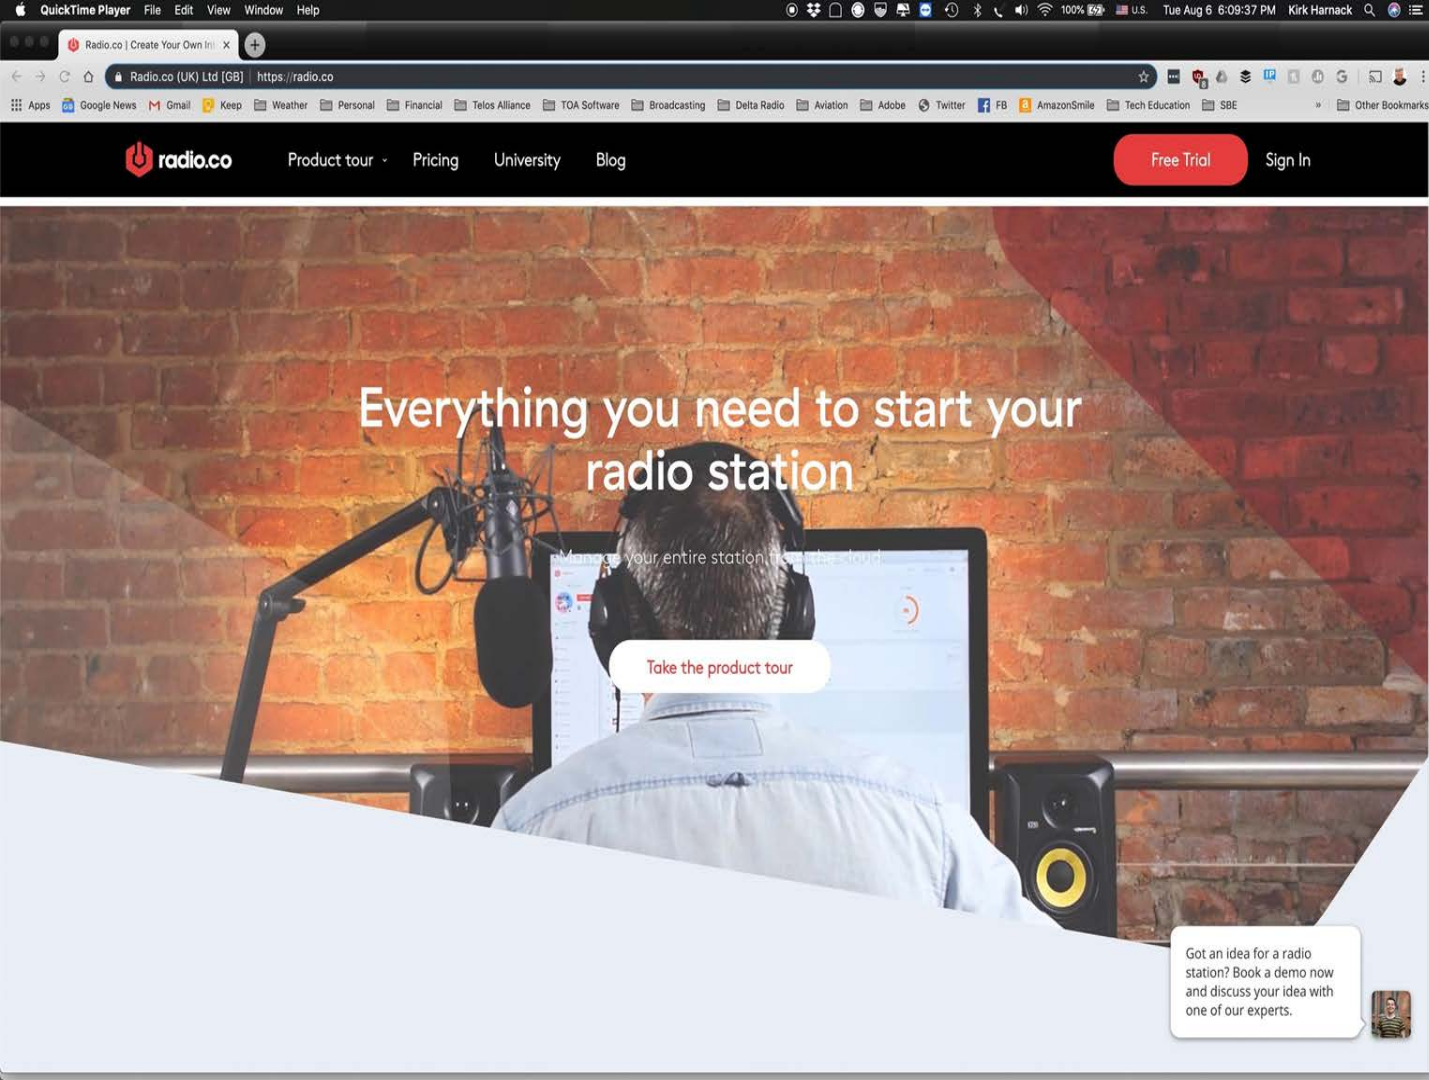 QuickTime Player File Edit View Window Help 100% U.S. Tue Aug 6 6:09:37 PM Kirk Harnack
Radio.co | Create Your Own In
Radio.co (UK) Ltd [GB] https://radio.co
Apps Google News Gmail Keep Weather Personal Financial Telos Alliance TOA Software Broadcasting Delta Radio Aviation Adobe Twitter FB AmazonSmile Tech Education SBE » Other Bookmarks
radio.co Product tour Pricing University Blog Free Trial Sign In
Everything you need to start your
radio station
Manage your entire station from the cloud
Take the product tour
Got an idea for a radio
station? Book a demo now
and discuss your idea with
one of our experts.